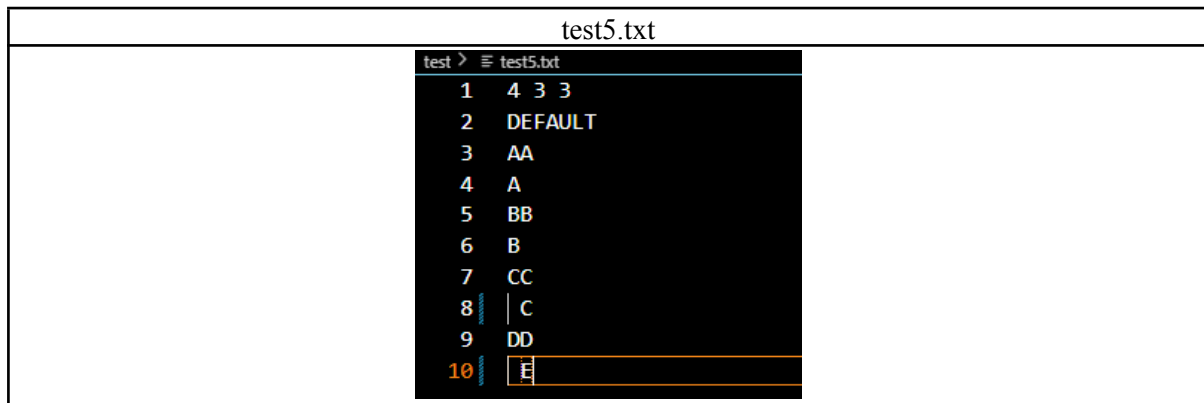 test5.txt
test > test5.txt
1 4 3 3
2 DEFAULT
3 AA
4 A
5 BB
6 B
7 CC
8  C
9 DD
10  E